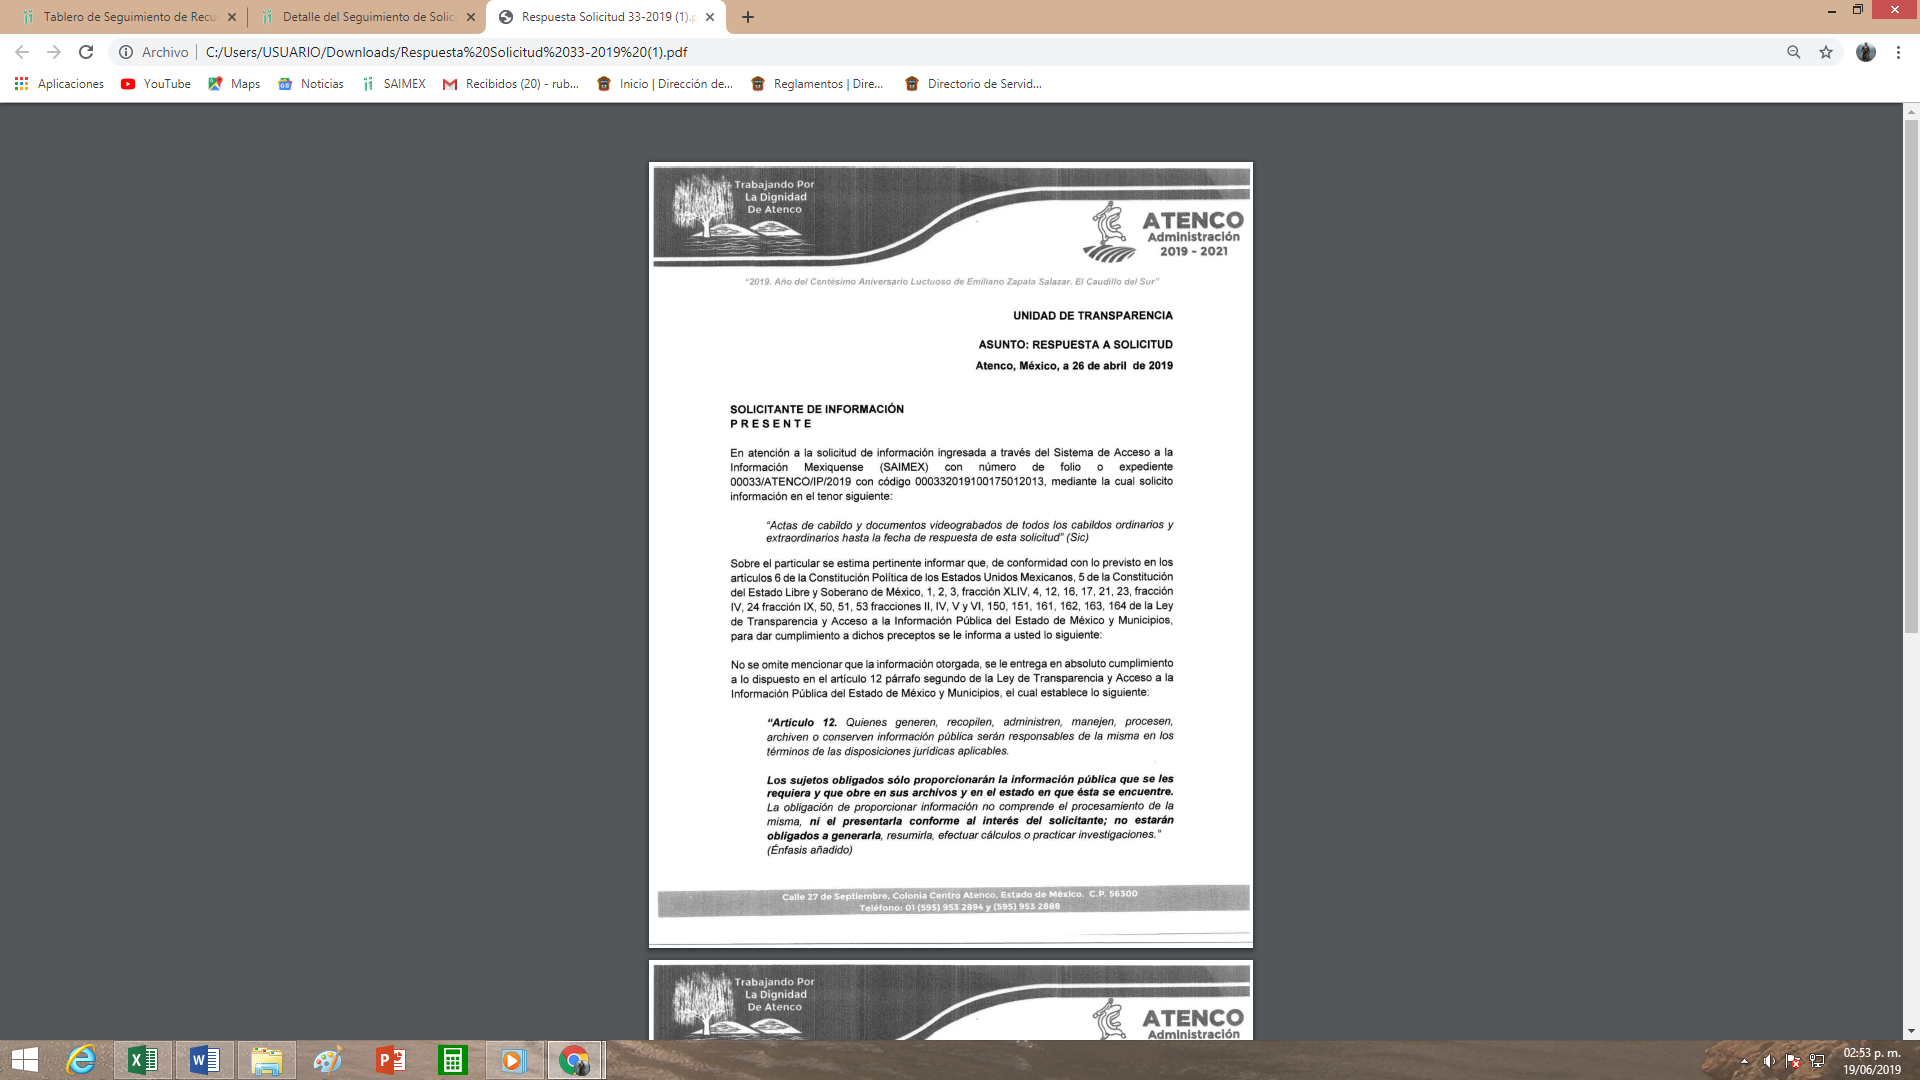 Tablero de Seguimiento de Recu
Detalle del Seguimiento de Solic
Respuesta Solicitud 33-2019 (1).p
Archivo
C:/Users/USUARIO/Downloads/Respuesta%20Solicitud%2033-2019%20(1).pdf
Aplicaciones
YouTube
Maps
Noticias
SAIMEX
Recibidos (20) - rub...
Inicio | Dirección de...
Reglamentos | Dire...
Directorio de Servid...
Trabajando Por
La Dignidad
De Atenco
ATENCO
Administración
2019 - 2021
“2019. Año del Centésimo Aniversario Luctuoso de Emiliano Zapata Salazar. El Caudillo del Sur”
UNIDAD DE TRANSPARENCIA
ASUNTO: RESPUESTA A SOLICITUD
Atenco, México, a 26 de abril de 2019
SOLICITANTE DE INFORMACIÓN
P R E S E N T E
En atención a la solicitud de información ingresada a través del Sistema de Acceso a la
Información Mexiquense (SAIMEX) con número de folio o expediente
00033/ATENCO/IP/2019 con código 000332019100175012013, mediante la cual solicito
información en el tenor siguiente:
“Actas de cabildo y documentos videograbados de todos los cabildos ordinarios y
extraordinarios hasta la fecha de respuesta de esta solicitud” (Sic)
Sobre el particular se estima pertinente informar que, de conformidad con lo previsto en los
artículos 6 de la Constitución Política de los Estados Unidos Mexicanos, 5 de la Constitución
del Estado Libre y Soberano de México, 1, 2, 3, fracción XLIV, 4, 12, 16, 17, 21, 23, fracción
IV, 24 fracción IX, 50, 51, 53 fracciones II, IV, V y VI, 150, 151, 161, 162, 163, 164 de la Ley
de Transparencia y Acceso a la Información Pública del Estado de México y Municipios,
para dar cumplimiento a dichos preceptos se le informa a usted lo siguiente:
No se omite mencionar que la información otorgada, se le entrega en absoluto cumplimiento
a lo dispuesto en el artículo 12 párrafo segundo de la Ley de Transparencia y Acceso a la
Información Pública del Estado de México y Municipios, el cual establece lo siguiente:
“Artículo 12. Quienes generen, recopilen, administren, manejen, procesen,
archiven o conserven información pública serán responsables de la misma en los
términos de las disposiciones jurídicas aplicables.
Los sujetos obligados sólo proporcionarán la información pública que se les
requiera y que obre en sus archivos y en el estado en que ésta se encuentre.
La obligación de proporcionar información no comprende el procesamiento de la
misma, ni el presentarla conforme al interés del solicitante; no estarán
obligados a generarla, resumirla, efectuar cálculos o practicar investigaciones.”
(Énfasis añadido)
Calle 27 de Septiembre, Colonia Centro Atenco, Estado de México. C.P. 56300
Teléfono: 01 (595) 953 2894 y (595) 953 2888
Trabajando Por
La Dignidad
De Atenco
ATENCO
Administración
02:53 p. m.
19/06/2019